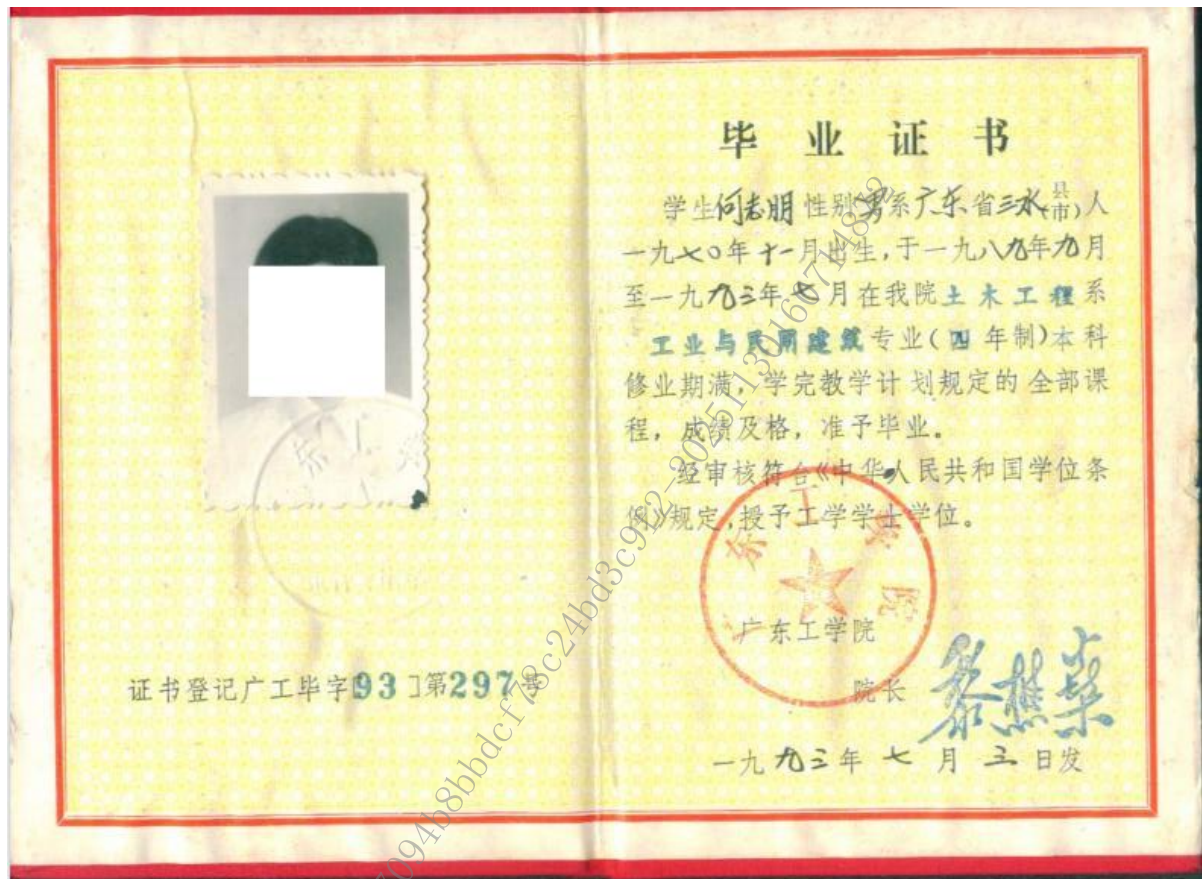 毕业证书
学生何志明性别男系广东省三水(县市)人
一九七〇年十一月出生,于一九八九年九月
至一九九三年七月在我院土木工程系
工业与民用建筑专业(四年制)本科
修业期满,学完教学计划规定的全部课
程,成绩及格,准予毕业。
经审核符合《中华人民共和国学位条
例》规定,授予工学学士学位。
东工学院
广东工学院
院长
一九九三年七月三日发
证书登记广工毕字[93]第297号